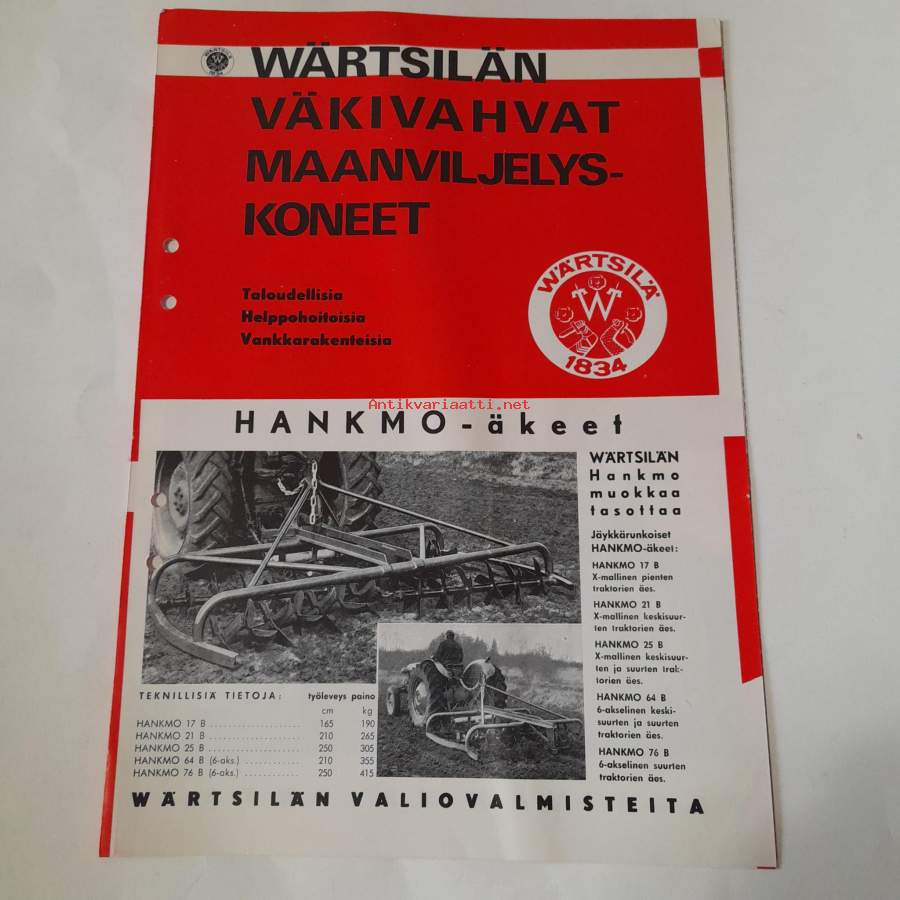 WÄRTSILÄ
W
1834
WÄRTSILÄN
VÄKIVAHVAT
MAANVILJELYS-
KONEET
Taloudellisia
Helppohoitoisia
Vankkarakenteisia
WÄRTSILÄ
W
1834
Antikvariaatti.net
HANKMO-äkeet
WÄRTSILÄN
Hankmo
muokkaa
tasottaa
Jäykkärunkoiset
HANKMO-äkeet:
HANKMO 17 B
X-mallinen pienten
traktorien äes.
HANKMO 21 B
X-mallinen keskisuur-
ten traktorien äes.
HANKMO 25 B
X-mallinen keskisuur-
ten ja suurten trak-
torien äes.
HANKMO 64 B
6-akselinen keski-
suurten ja suurten
traktorien äes.
HANKMO 76 B
6-akselinen suurten
traktorien äes.
TEKNILLISIÄ TIETOJA: työleveys paino
cm kg
HANKMO 17 B .................... 165 190
HANKMO 21 B .................... 210 265
HANKMO 25 B .................... 250 305
HANKMO 64 B (6-aks.) ............ 210 355
HANKMO 76 B (6-aks.) ............ 250 415
WÄRTSILÄN VALIOVALMISTEITA